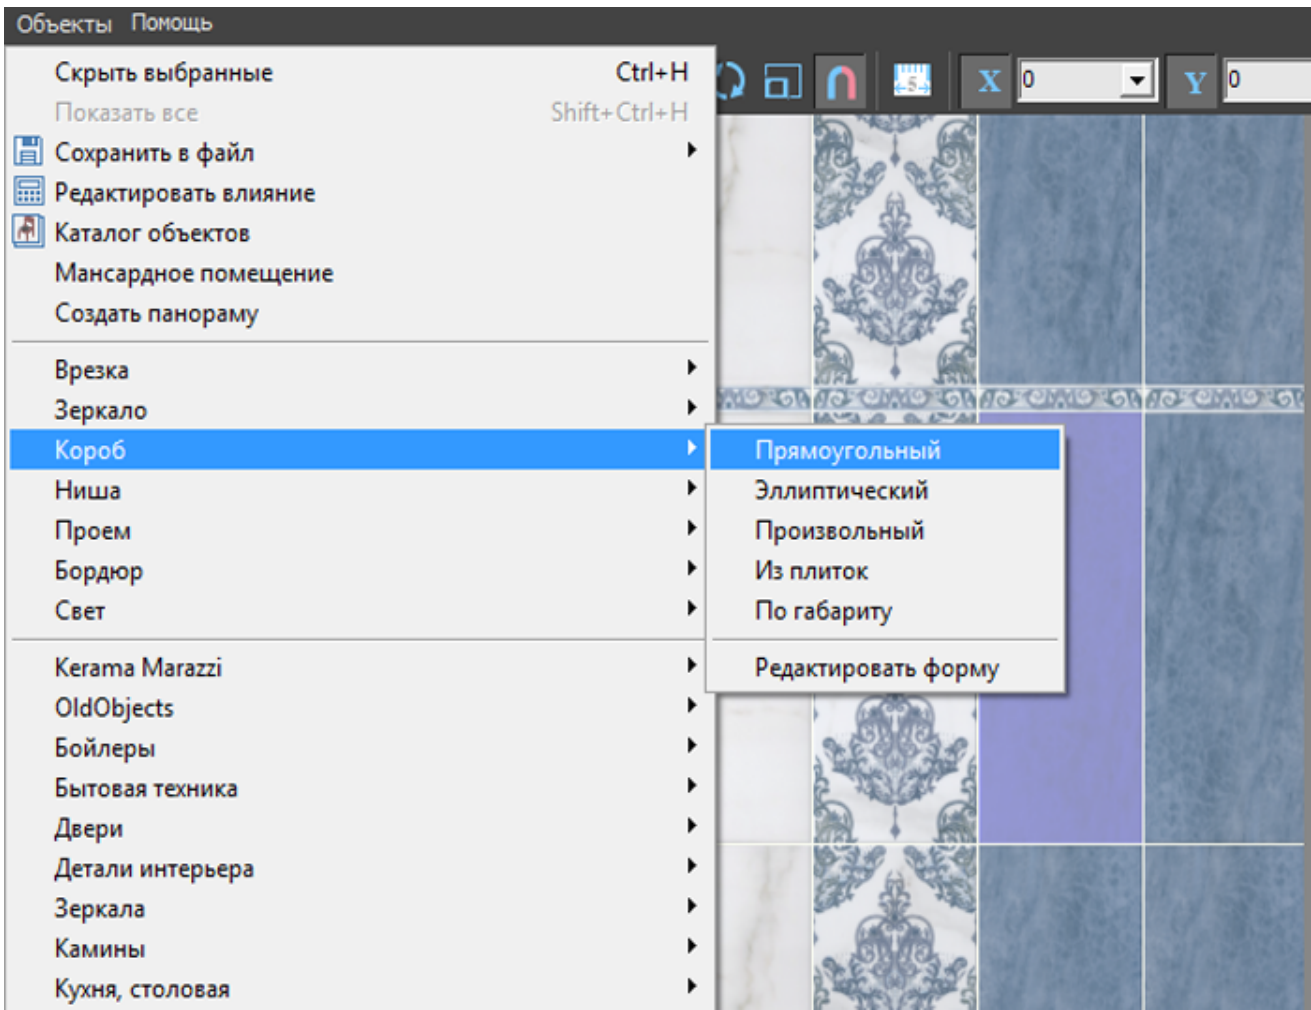 Объекты Помощь
Скрыть выбранные Ctrl+H
Показать все Shift+Ctrl+H
5
X 0 Y 0
Сохранить в файл
Редактировать влияние
Каталог объектов
Мансардное помещение
Создать панораму
Врезка
Зеркало
Короб
Ниша
Проем
Бордюр
Свет
Прямоугольный
Эллиптический
Произвольный
Из плиток
По габариту
Редактировать форму
Kerama Marazzi
OldObjects
Бойлеры
Бытовая техника
Двери
Детали интерьера
Зеркала
Камины
Кухня, столовая